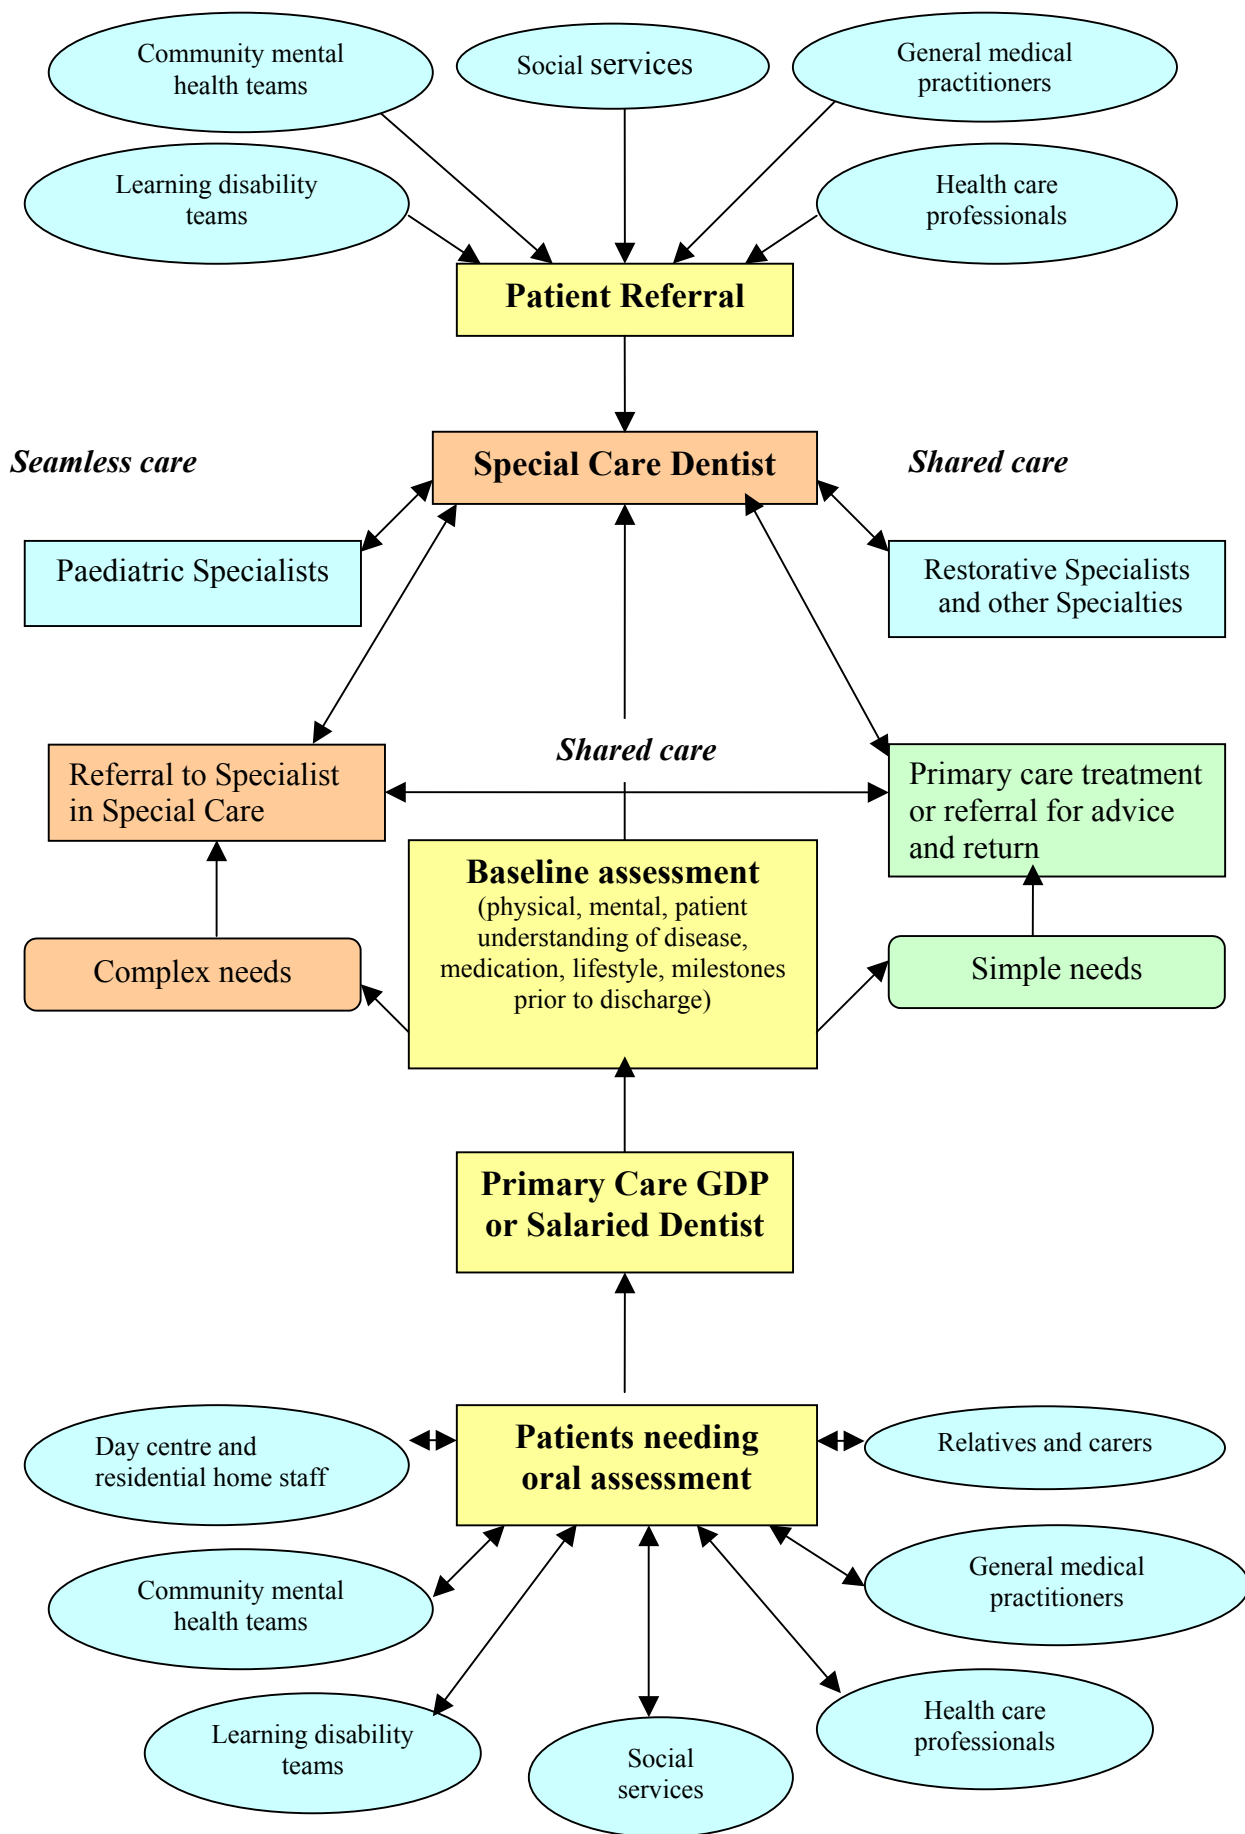 Community mental
health teams
Social services
General medical
practitioners
Learning disability
teams
Health care
professionals
Patient Referral
Seamless care
Special Care Dentist
Shared care
Paediatric Specialists
Restorative Specialists
and other Specialties
Shared care
Referral to Specialist
in Special Care
Primary care treatment
or referral for advice
and return
Baseline assessment
(physical, mental, patient
understanding of disease,
medication, lifestyle, milestones
prior to discharge)
Complex needs
Simple needs
Primary Care GDP
or Salaried Dentist
Patients needing
oral assessment
Day centre and
residential home staff
Relatives and carers
Community mental
health teams
General medical
practitioners
Learning disability
teams
Social
services
Health care
professionals